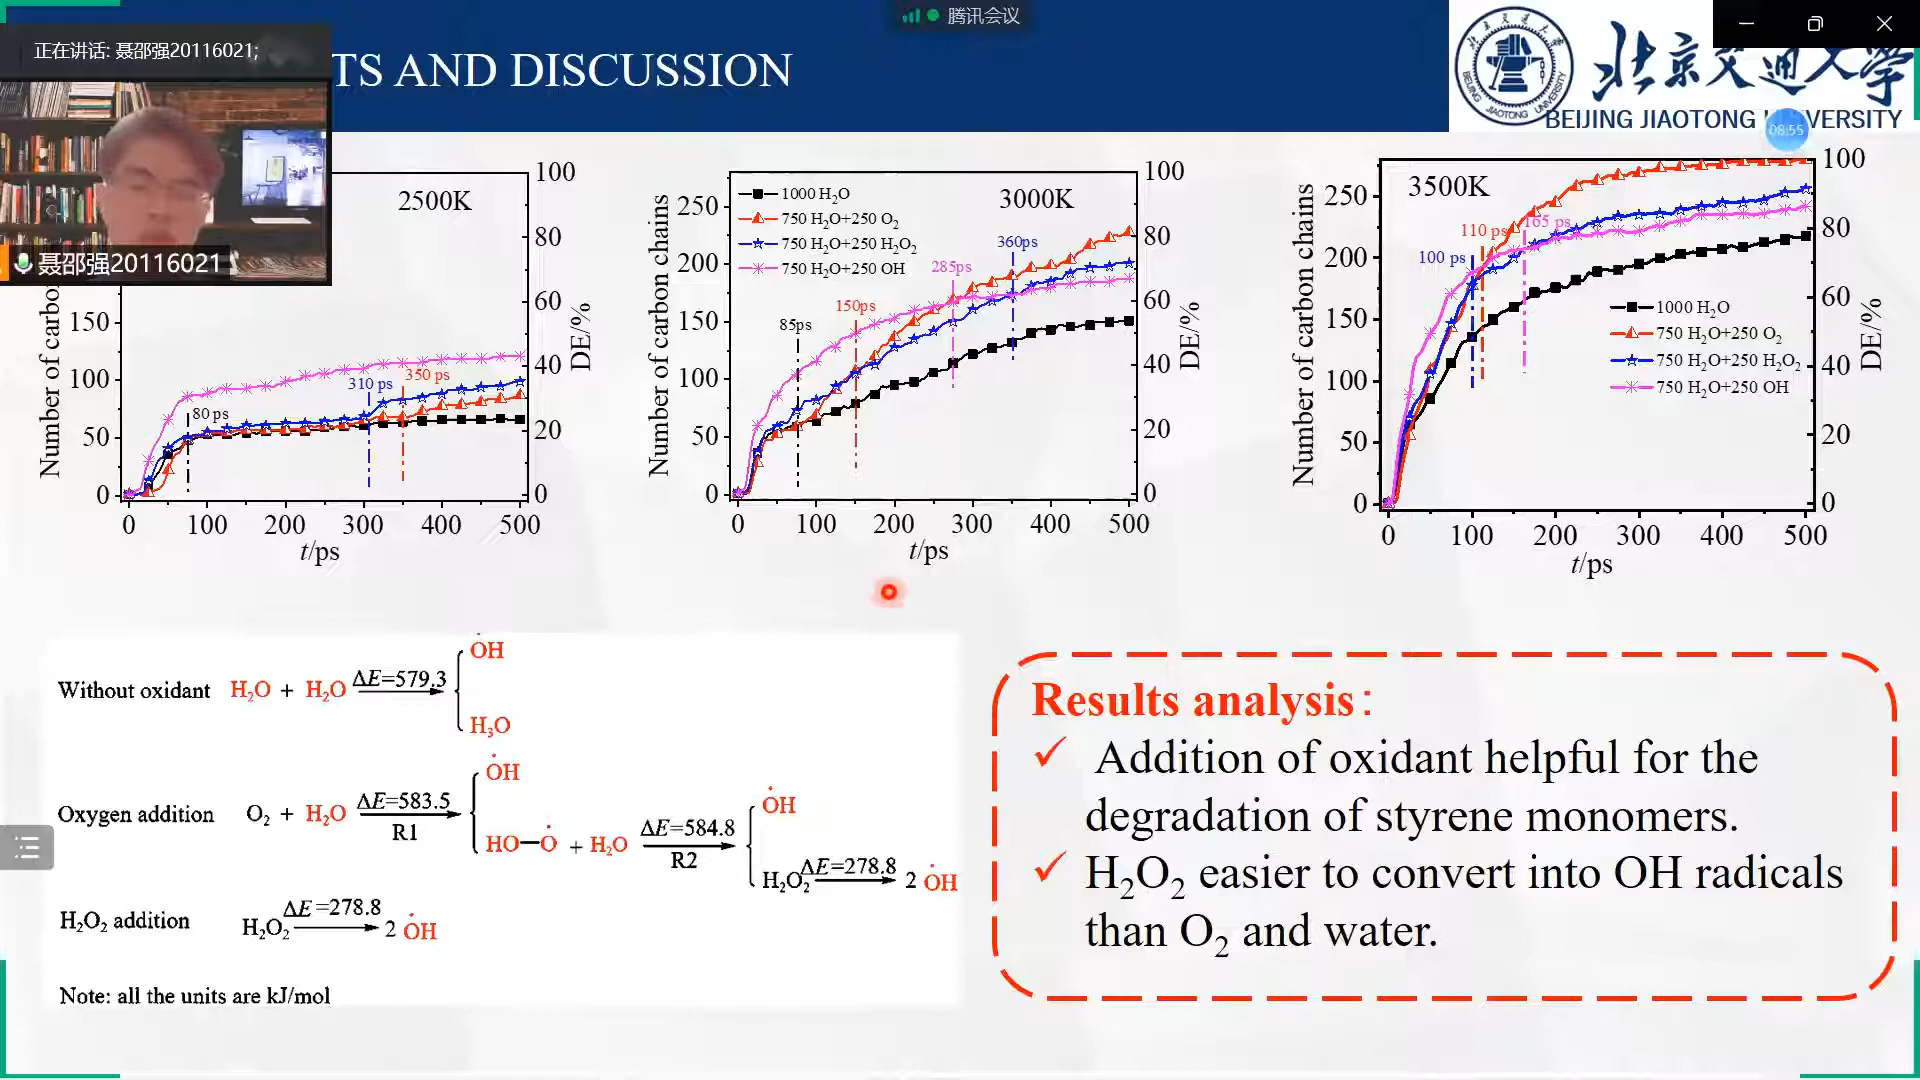 腾讯会议
正在讲话: 聂邵强20116021;
TS AND DISCUSSION
北京交通大学
BEIJING JIAOTONG UNIVERSITY
08:55
聂邵强20116021
2500K
Number of carbo
150
100
50
0
100
80
60
40
20
0
DE/%
80 ps
310 ps
350 ps
0 100 200 300 400 500
t/ps
3000K
1000 H₂O
750 H₂O+250 O₂
750 H₂O+250 H₂O₂
750 H₂O+250 OH
Number of carbon chains
250
200
150
100
50
0
100
80
60
40
20
0
DE/%
85ps
150ps
285ps
360ps
0 100 200 300 400 500
t/ps
3500K
Number of carbon chains
250
200
150
100
50
0
100
80
60
40
20
0
DE/%
100 ps
110 ps
165 ps
1000 H₂O
750 H₂O+250 O₂
750 H₂O+250 H₂O₂
750 H₂O+250 OH
0 100 200 300 400 500
t/ps
Without oxidant H₂O + H₂O ΔE=579.3 ȮH
H₃O
Oxygen addition O₂ + H₂O ΔE=583.5 R1 ȮH
HO—Ȯ + H₂O ΔE=584.8 R2 ȮH
H₂O₂ ΔE=278.8 2 ȮH
H₂O₂ addition H₂O₂ ΔE=278.8 2 ȮH
Note: all the units are kJ/mol
Results analysis：
✓ Addition of oxidant helpful for the
degradation of styrene monomers.
✓ H₂O₂ easier to convert into OH radicals
than O₂ and water.